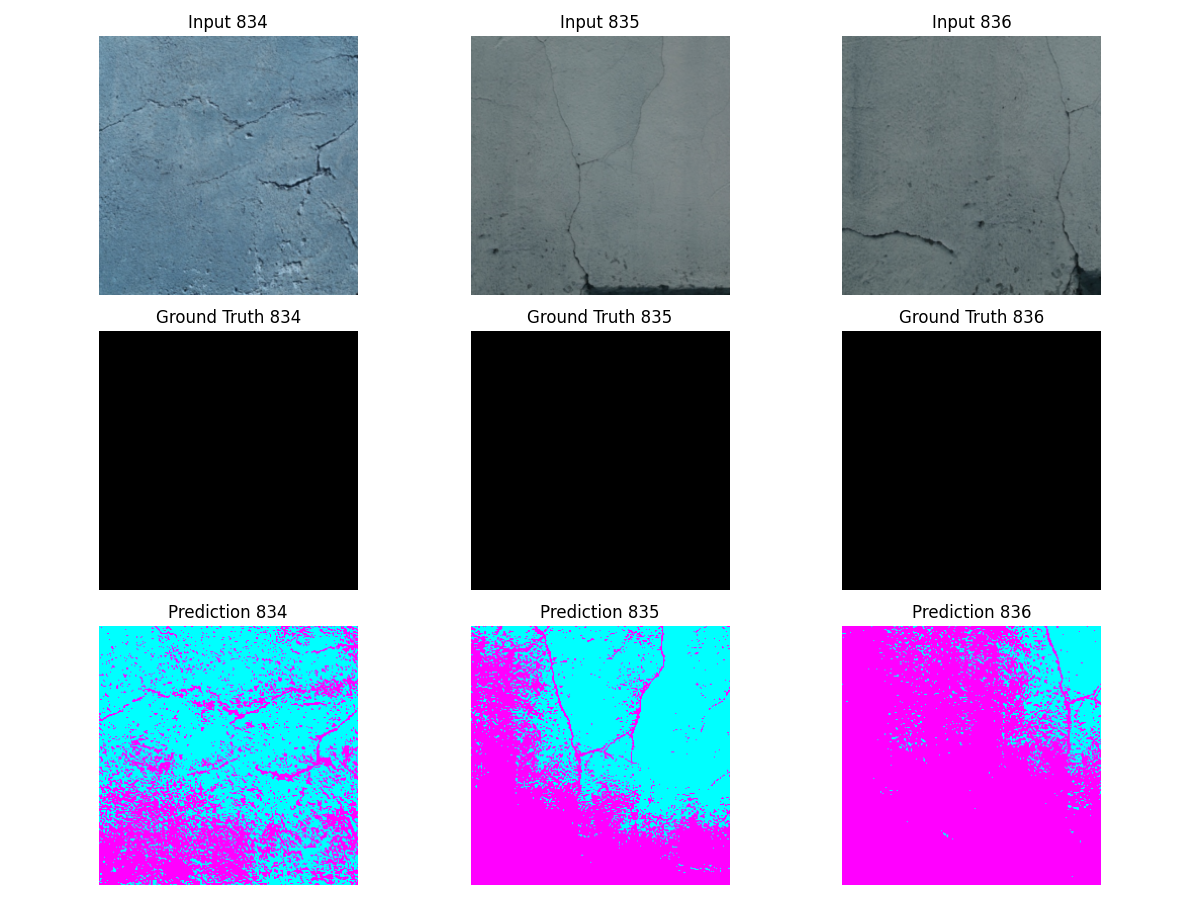 Input 834
Input 835
Input 836
Ground Truth 834
Ground Truth 835
Ground Truth 836
Prediction 834
Prediction 835
Prediction 836